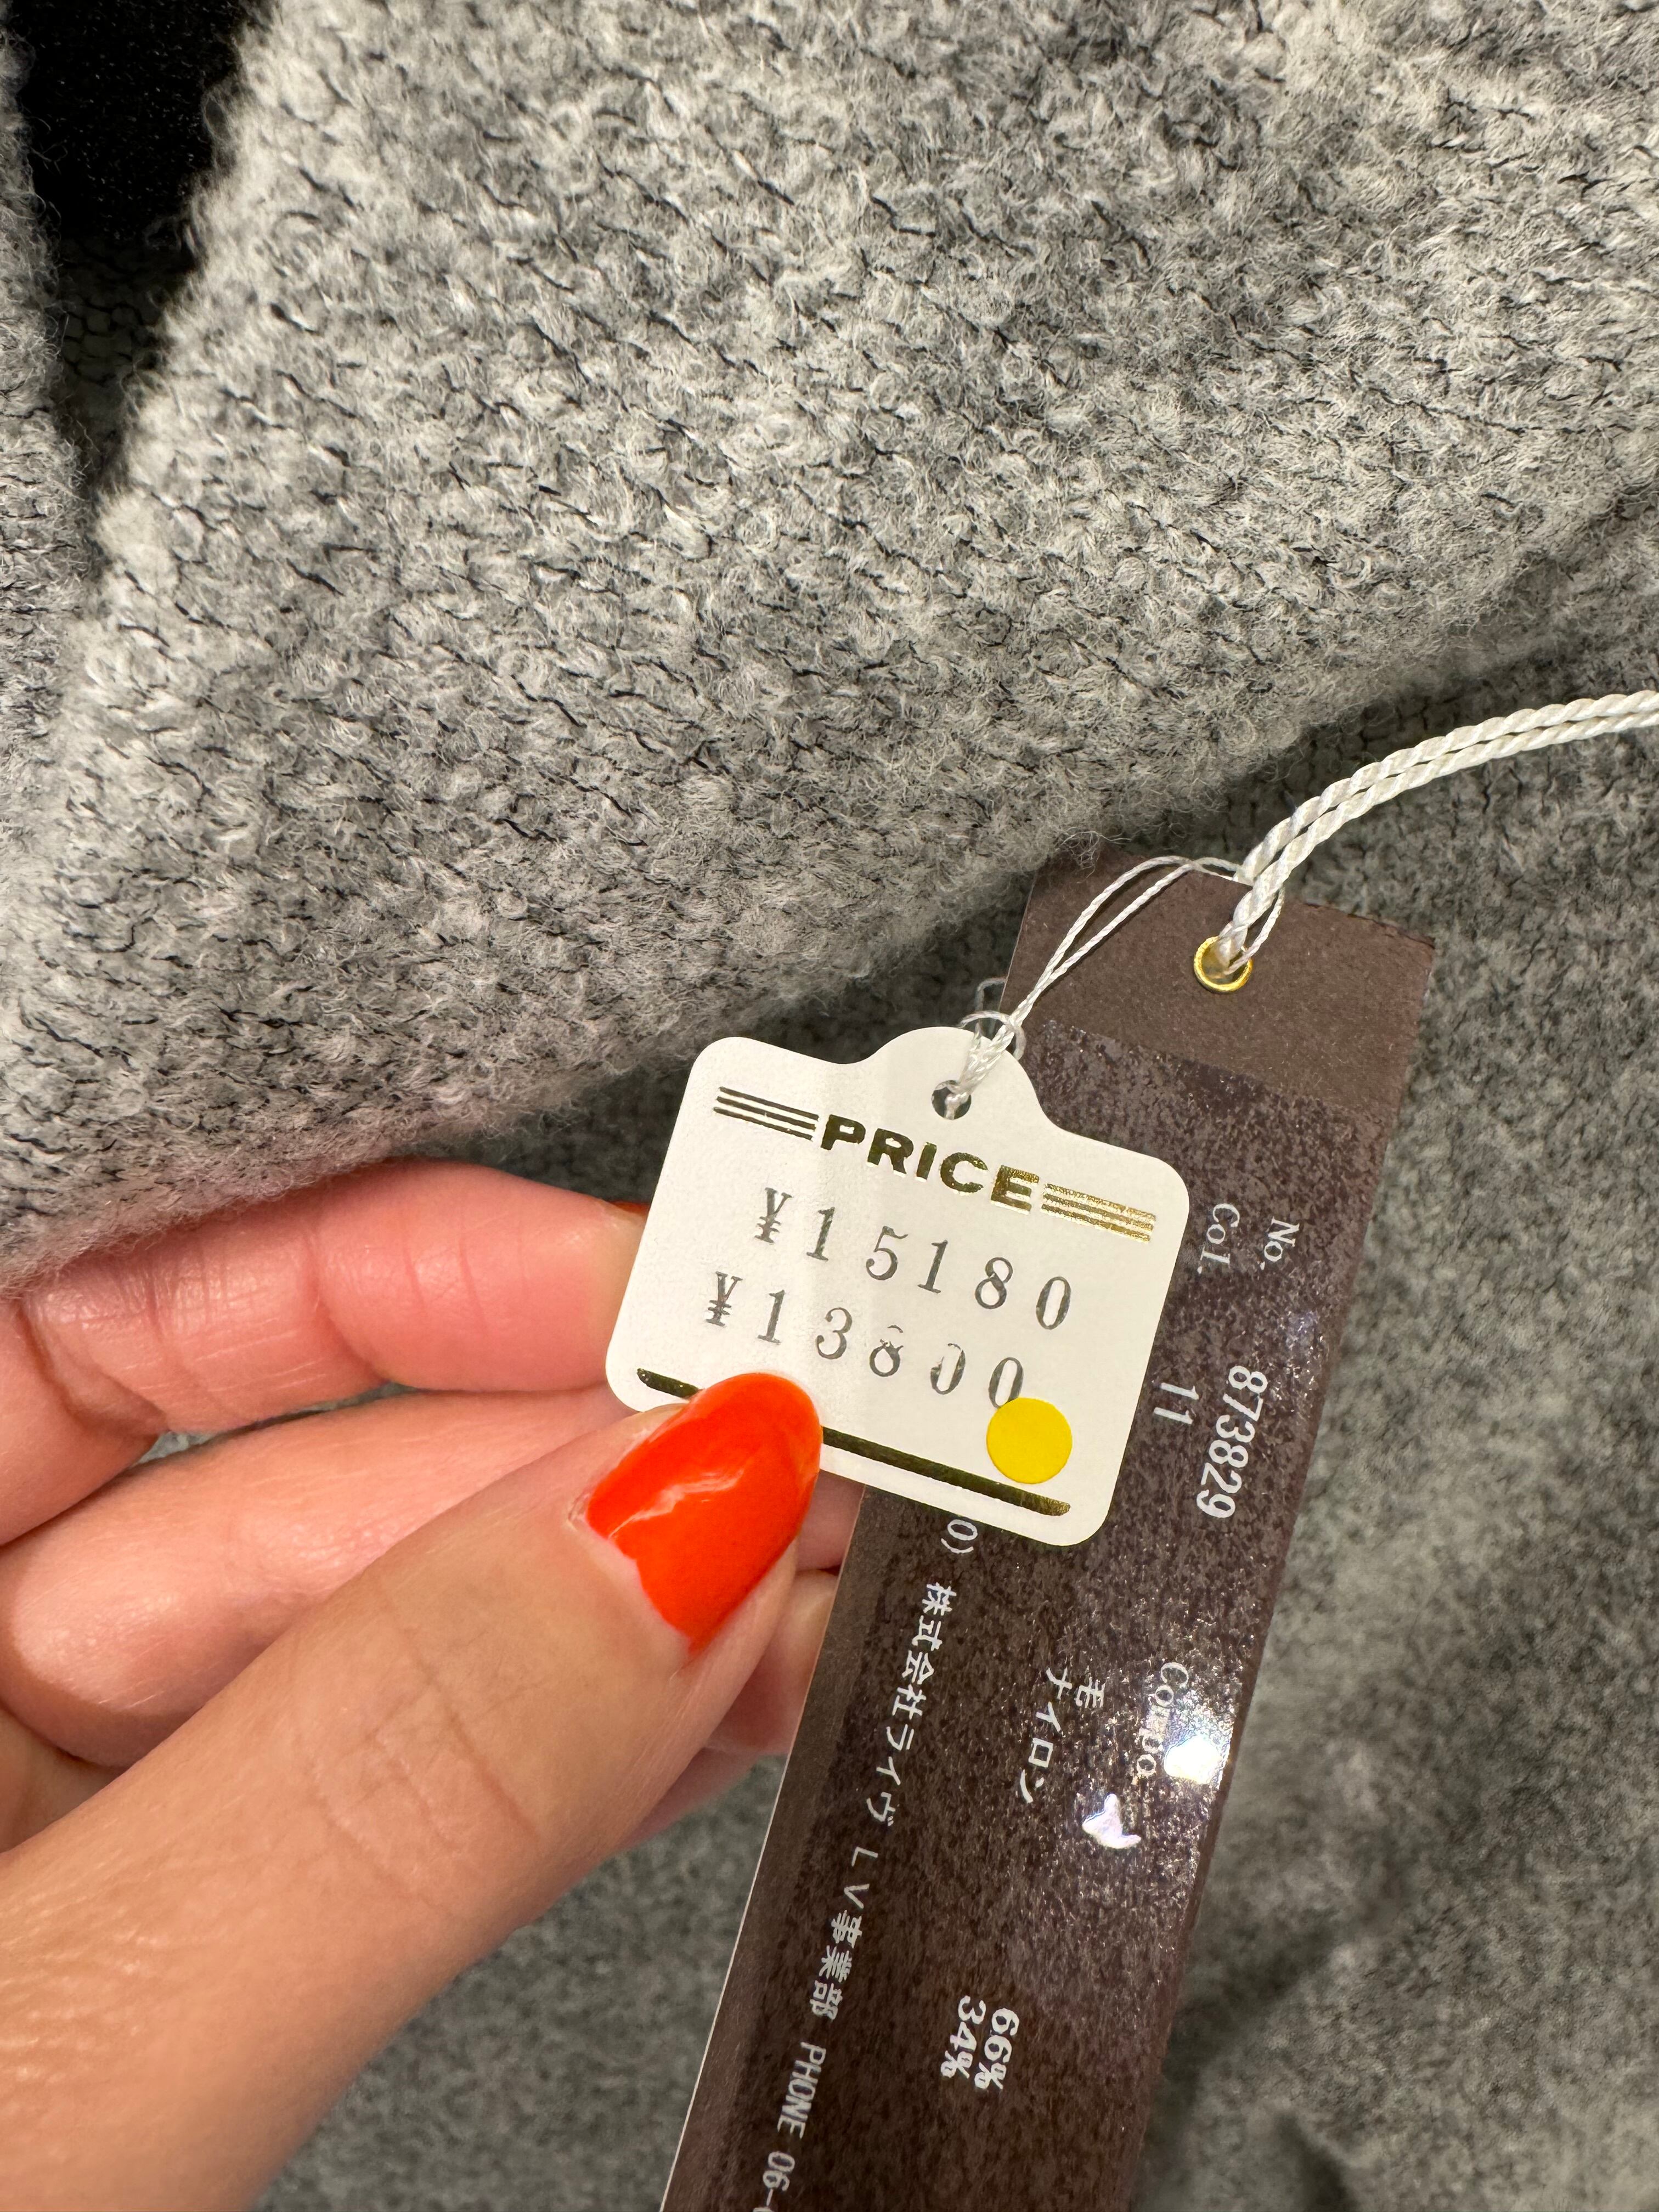 PRICE
¥15180
¥13800
No. 873829
Col. 11
Compo.
毛 66%
ナイロン 34%
株式会社ライヴ LV事業部 PHONE 06-